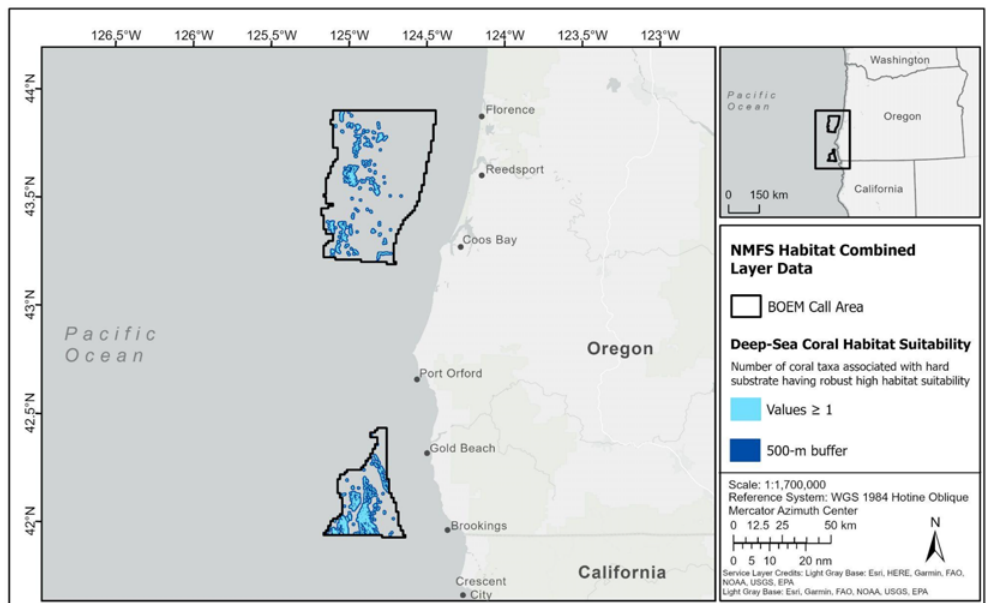 126.5°W 126°W 125.5°W 125°W 124.5°W 124°W 123.5°W 123°W
44°N
43.5°N
43°N
42.5°N
42°N
Florence
Reedsport
Coos Bay
Pacific
Ocean
Oregon
Port Orford
Gold Beach
Brookings
California
Crescent
City
Washington
Pacific
Ocean
Oregon
California
0 150 km
NMFS Habitat Combined
Layer Data
BOEM Call Area
Deep-Sea Coral Habitat Suitability
Number of coral taxa associated with hard
substrate having robust high habitat suitability
Values ≥ 1
500-m buffer
Scale: 1:1,700,000
Reference System: WGS 1984 Hotine Oblique
Mercator Azimuth Center
0 12.5 25 50 km
N
0 5 10 20 nm
Service Layer Credits: Light Gray Base: Esri, HERE, Garmin, FAO,
NOAA, USGS, EPA
Light Gray Base: Esri, Garmin, FAO, NOAA, USGS, EPA